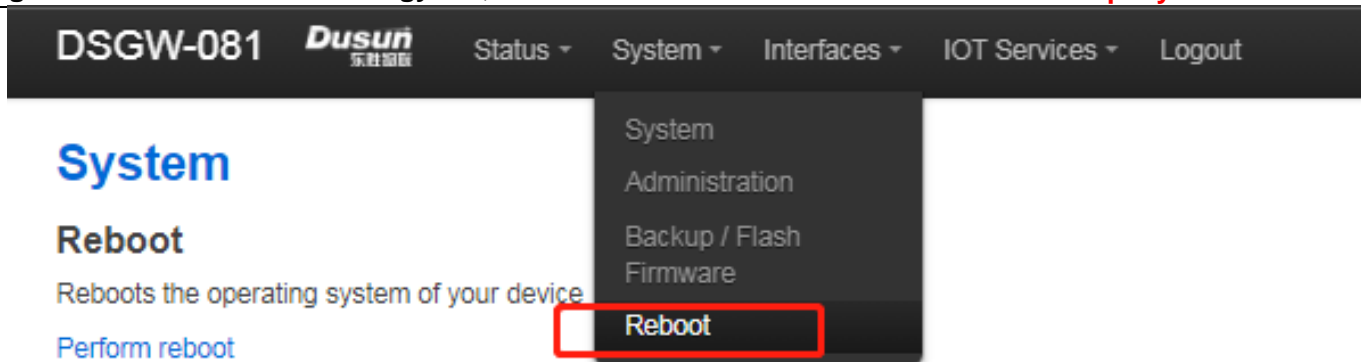 DSGW-081 Dusun Status System Interfaces IOT Services Logout
东胜物联
System
Administration
Backup / Flash
Firmware
Reboot
System
Reboot
Reboots the operating system of your device
Perform reboot